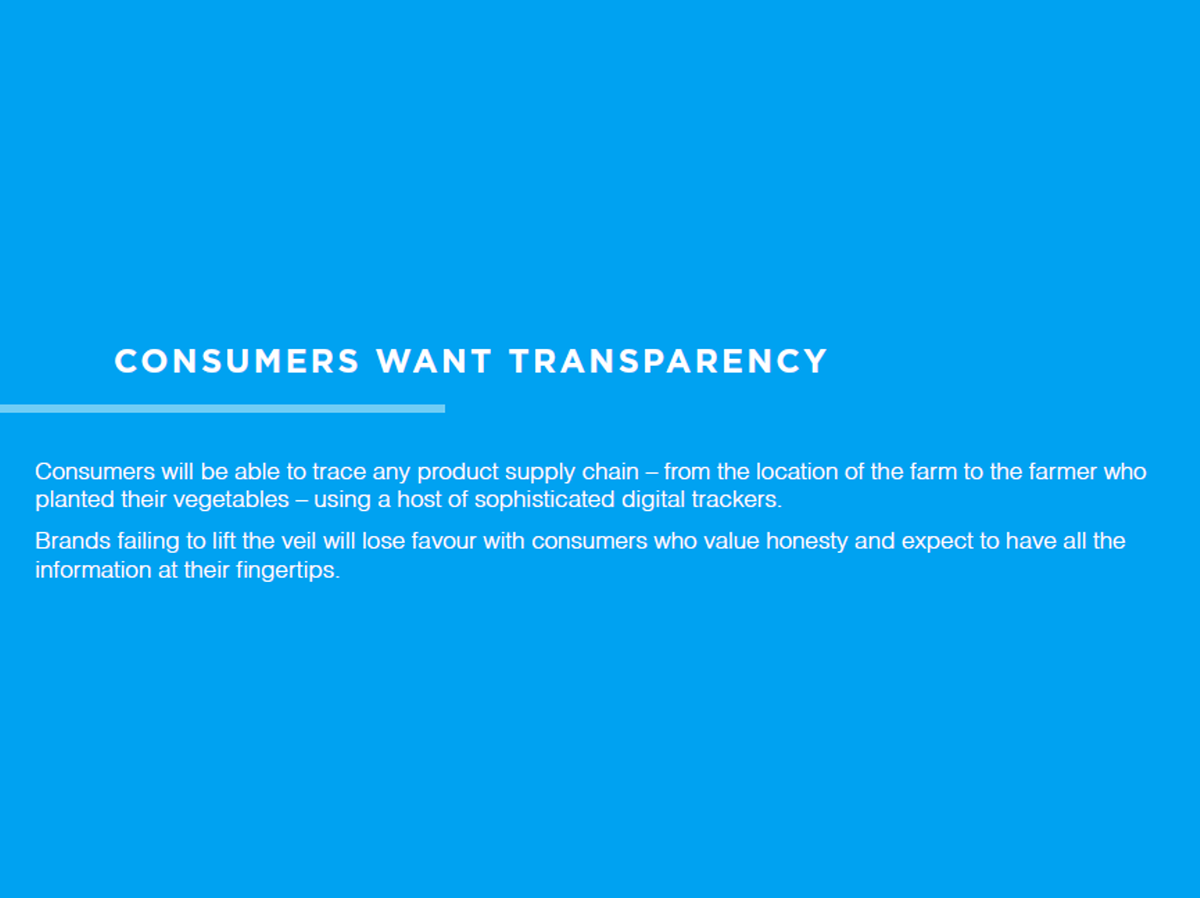 CONSUMERS WANT TRANSPARENCY
Consumers will be able to trace any product supply chain – from the location of the farm to the farmer who
planted their vegetables – using a host of sophisticated digital trackers.
Brands failing to lift the veil will lose favour with consumers who value honesty and expect to have all the
information at their fingertips.